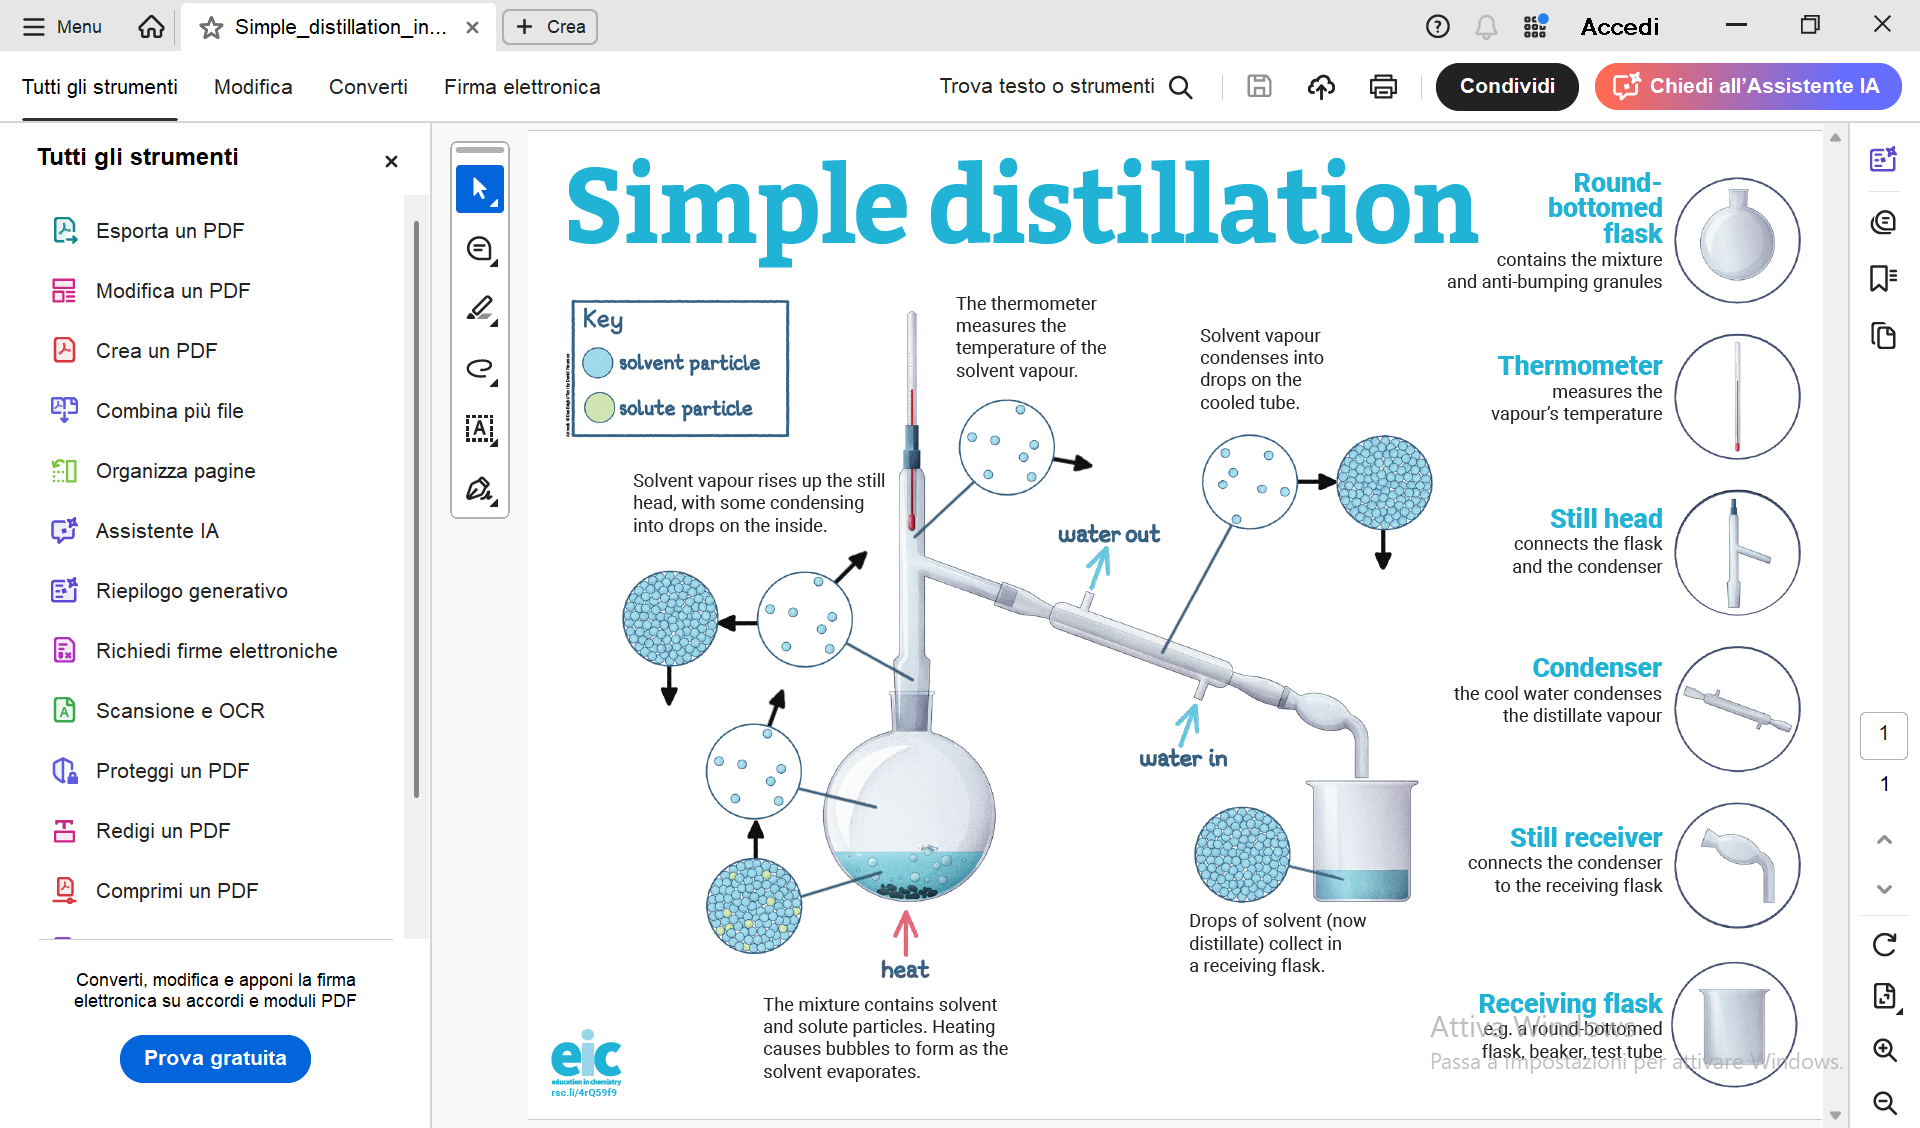 Menu
Simple_distillation_in...
Crea
Accedi
Tutti gli strumenti
Modifica
Converti
Firma elettronica
Trova testo o strumenti
Condividi
Chiedi all’Assistente IA
Tutti gli strumenti
Esporta un PDF
Modifica un PDF
Crea un PDF
Combina più file
Organizza pagine
Assistente IA
Riepilogo generativo
Richiedi firme elettroniche
Scansione e OCR
Proteggi un PDF
Redigi un PDF
Comprimi un PDF
Converti, modifica e apponi la firma
elettronica su accordi e moduli PDF
Prova gratuita
Simple distillation
Key
solvent particle
solute particle
The thermometer
measures the
temperature of the
solvent vapour.
Solvent vapour
condenses into
drops on the
cooled tube.
Solvent vapour rises up the still
head, with some condensing
into drops on the inside.
water out
water in
heat
The mixture contains solvent
and solute particles. Heating
causes bubbles to form as the
solvent evaporates.
Drops of solvent (now
distillate) collect in
a receiving flask.
eic
education in chemistry
rsc.li/4rQ59f9
Round-
bottomed
flask
contains the mixture
and anti-bumping granules
Thermometer
measures the
vapour’s temperature
Still head
connects the flask
and the condenser
Condenser
the cool water condenses
the distillate vapour
Still receiver
connects the condenser
to the receiving flask
Receiving flask
e.g. a round-bottomed
flask, beaker, test tube
Attiva Windows
Passa a Impostazioni per attivare Windows.
1
1